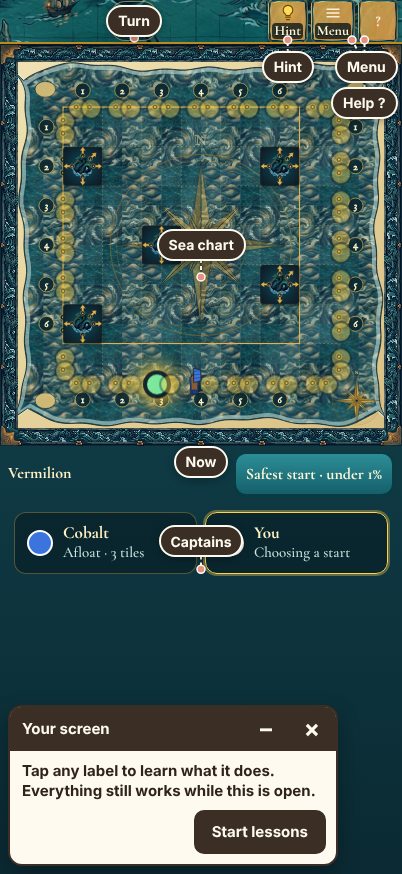 Turn
Hint
Menu
?
Hint
Menu
Help ?
1 2 3 4 5 6
1 1
2 2
3 3
4 4
5 5
6 6
N
Sea chart
1 2 3 4 5 6
Vermilion
Now
Safest start · under 1%
Cobalt
Afloat · 3 tiles
Captains
You
Choosing a start
Your screen
Tap any label to learn what it does.
Everything still works while this is open.
Start lessons